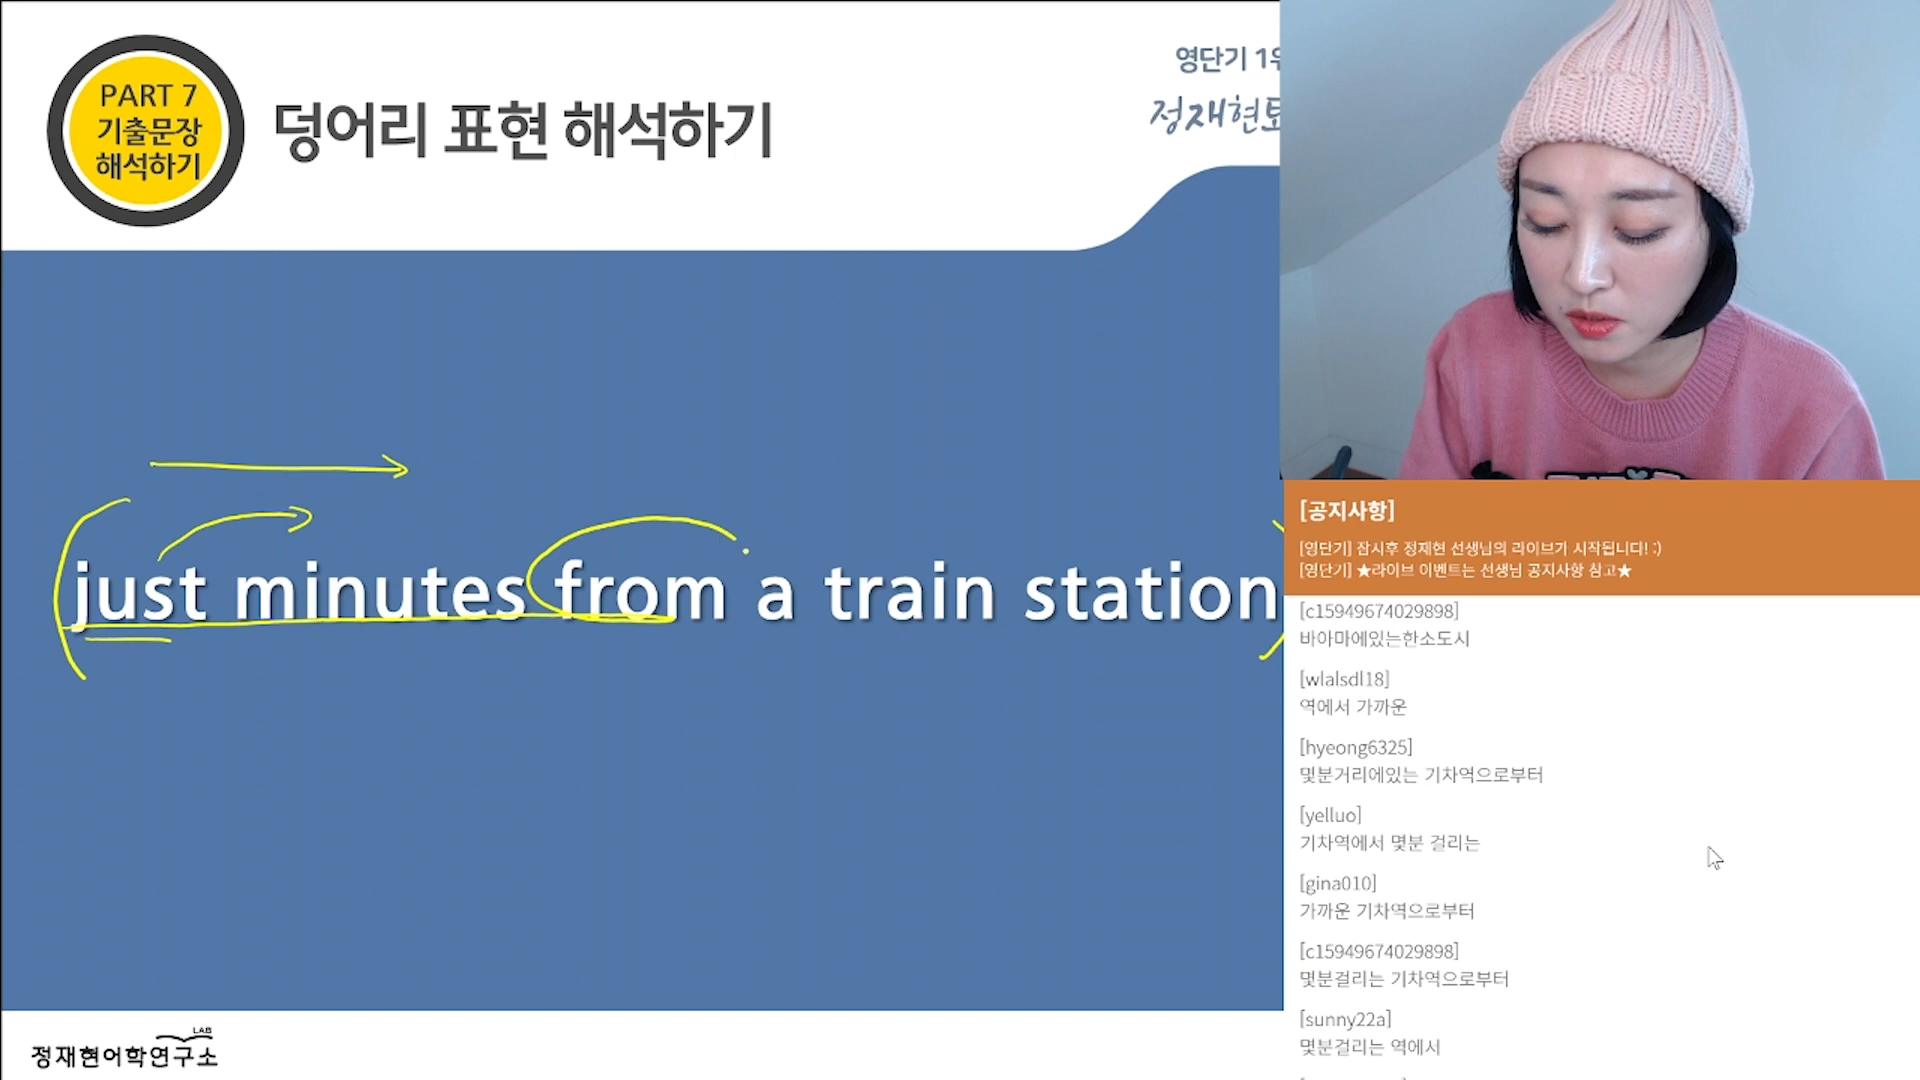 PART 7
기출문장
해석하기
덩어리 표현 해석하기
영단기 1위
정재현토
just minutes from a train station
LAB
정재현어학연구소
[공지사항]
[영단기] 잠시후 정재현 선생님의 라이브가 시작됩니다! :)
[영단기] ★라이브 이벤트는 선생님 공지사항 참고★
[c15949674029898]
바아마에있는한소도시
[wlalsdl18]
역에서 가까운
[hyeong6325]
몇분거리에있는 기차역으로부터
[yelluo]
기차역에서 몇분 걸리는
[gina010]
가까운 기차역으로부터
[c15949674029898]
몇분걸리는 기차역으로부터
[sunny22a]
몇분걸리는 역에서